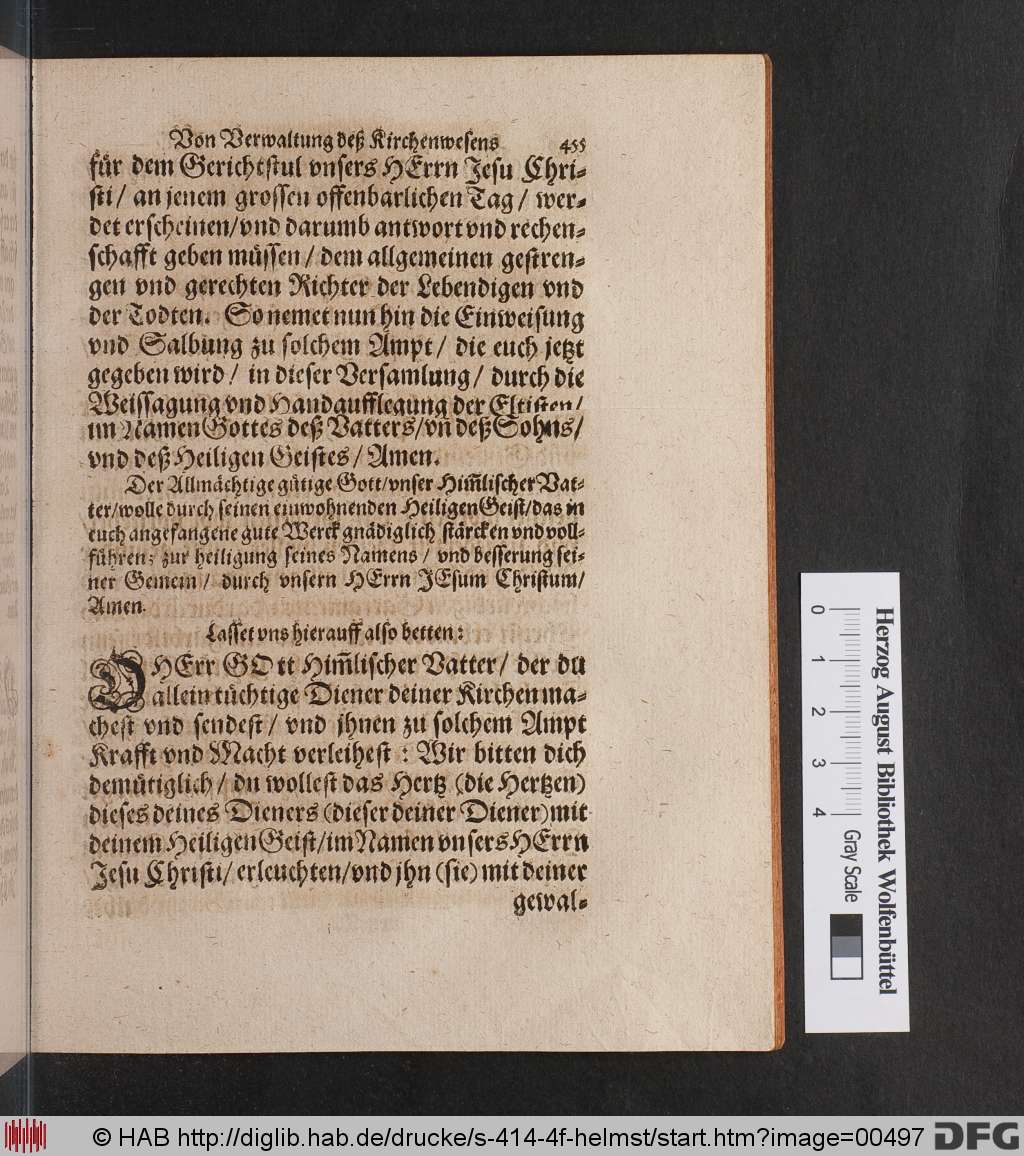 Von Verwaltung deß Kirchenwesens 455
für dem Gerichtstul vnsers HErrn Jesu Chri-
sti / an jenem grossen offenbarlichen Tag / wer-
det erscheinen/vnd darumb antwort vnd rechen-
schafft geben müssen / dem allgemeinen gestren-
gen vnd gerechten Richter der Lebendigen vnd
der Todten. So nemet nun hin die Einweisung
vnd Salbung zu solchem Ampt / die euch jetzt
gegeben wird / in dieser Versamlung / durch die
Weissagung vnd Handaufflegung der Eltisten /
im Namen Gottes deß Vatters/vñ deß Sohns/
vnd deß Heiligen Geistes / Amen.
Der Allmächtige gütige Gott/vnser Him̃lischer Vat-
ter/wolle durch seinen einwohnenden Heiligen Geist/das in
euch angefangene gute Werck gnädiglich stärcken vnd voll-
führen; zur heiligung seines Namens / vnd besserung sei-
ner Gemein / durch vnsern HErrn JEsum Christum/
Amen.
Lasset vns hierauff also betten:
O HErr GOtt Him̃lischer Vatter/ der du
allein tüchtige Diener deiner Kirchen ma-
chest vnd sendest / vnd jhnen zu solchem Ampt
Krafft vnd Macht verleihest : Wir bitten dich
demütiglich / du wollest das Hertz (die Hertzen)
dieses deines Dieners (dieser deiner Diener) mit
deinem Heiligen Geist/im Namen vnsers HErrn
Jesu Christi/ erleuchten/vnd jhn (sie) mit deiner
gewal-
0 1 2 3 4
Gray Scale
Herzog August Bibliothek Wolfenbüttel
© HAB http://diglib.hab.de/drucke/s-414-4f-helmst/start.htm?image=00497 DFG